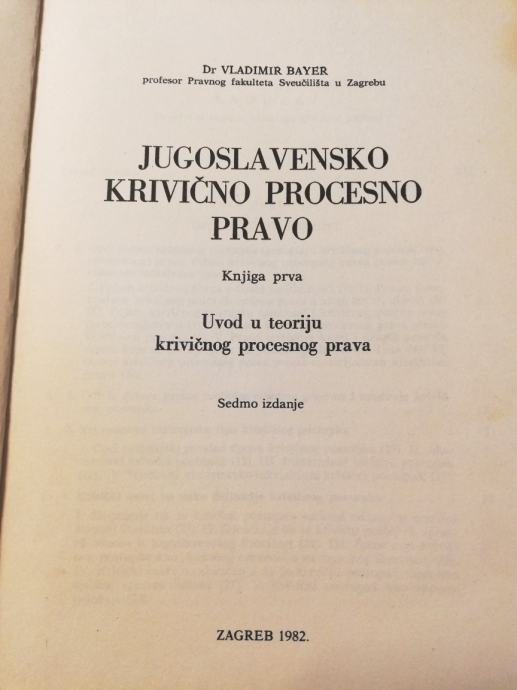 Dr VLADIMIR BAYER
profesor Pravnog fakulteta Sveučilišta u Zagrebu
JUGOSLAVENSKO
KRIVIČNO PROCESNO
PRAVO
Knjiga prva
Uvod u teoriju
krivičnog procesnog prava
Sedmo izdanje
ZAGREB 1982.